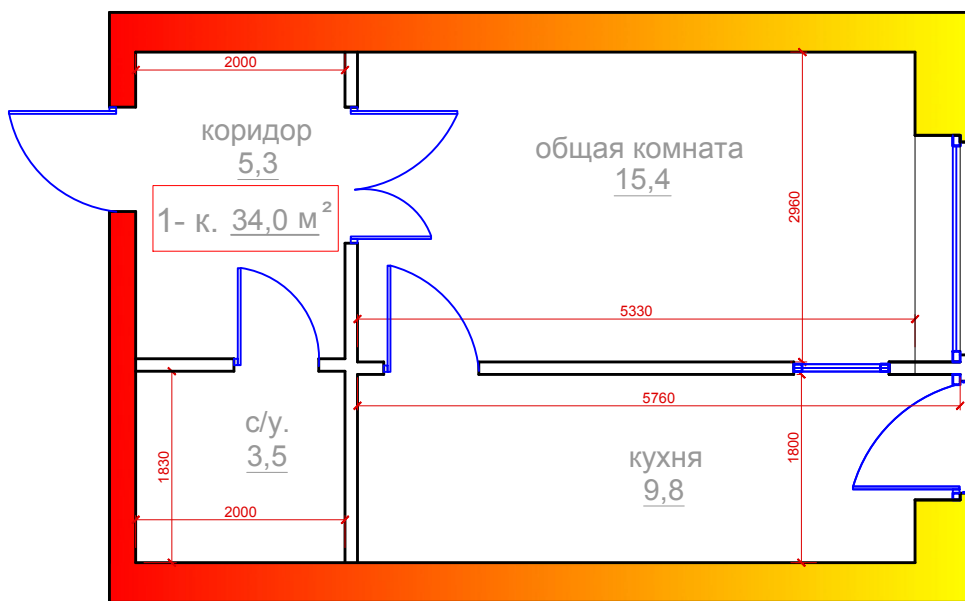 2000
коридор
5,3
общая комната
15,4
1- к. 34,0 м²
2960
5330
5760
с/у.
3,5
кухня
9,8
1830
1800
2000